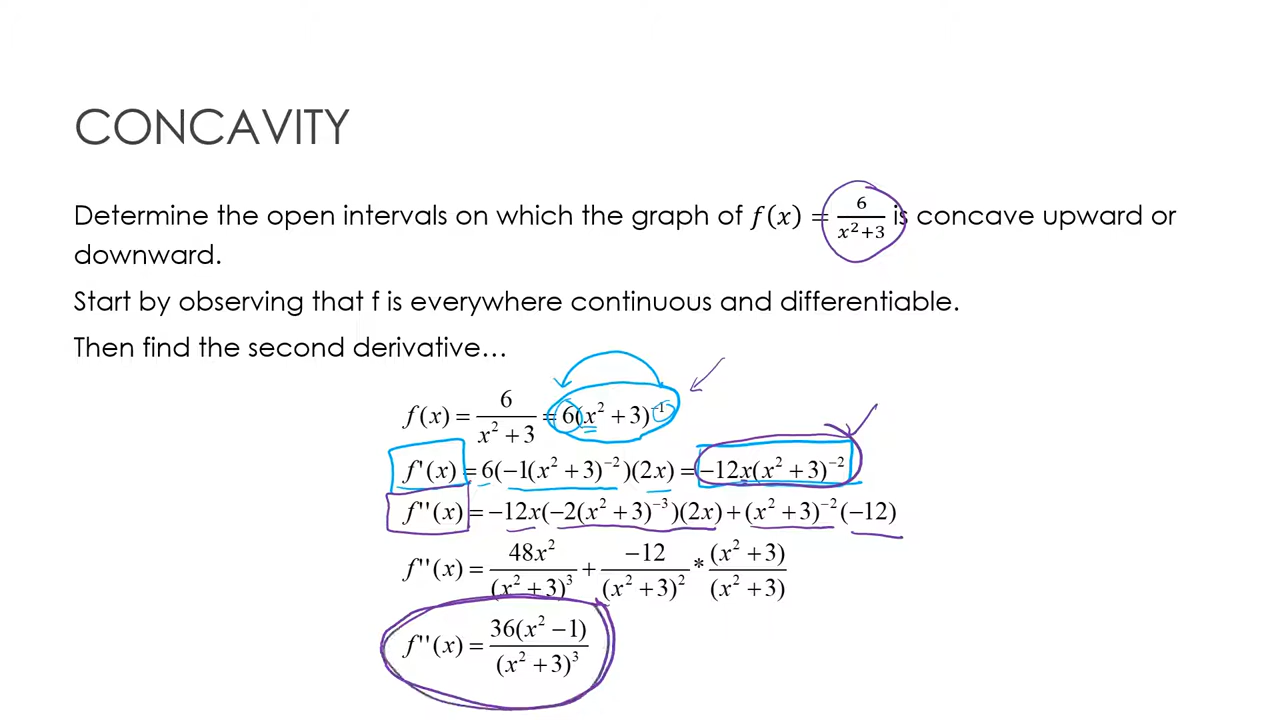 CONCAVITY
Determine the open intervals on which the graph of f(x) = 6/(x²+3) is concave upward or
downward.
Start by observing that f is everywhere continuous and differentiable.
Then find the second derivative…
f(x) = 6/(x² + 3) = 6(x² + 3)⁻¹
f'(x) = 6(−1(x² + 3)⁻²)(2x) = −12x(x² + 3)⁻²
f''(x) = −12x(−2(x² + 3)⁻³)(2x) + (x² + 3)⁻²(−12)
f''(x) = 48x²/(x² + 3)³ + −12/(x² + 3)² * (x² + 3)/(x² + 3)
f''(x) = 36(x² − 1)/(x² + 3)³